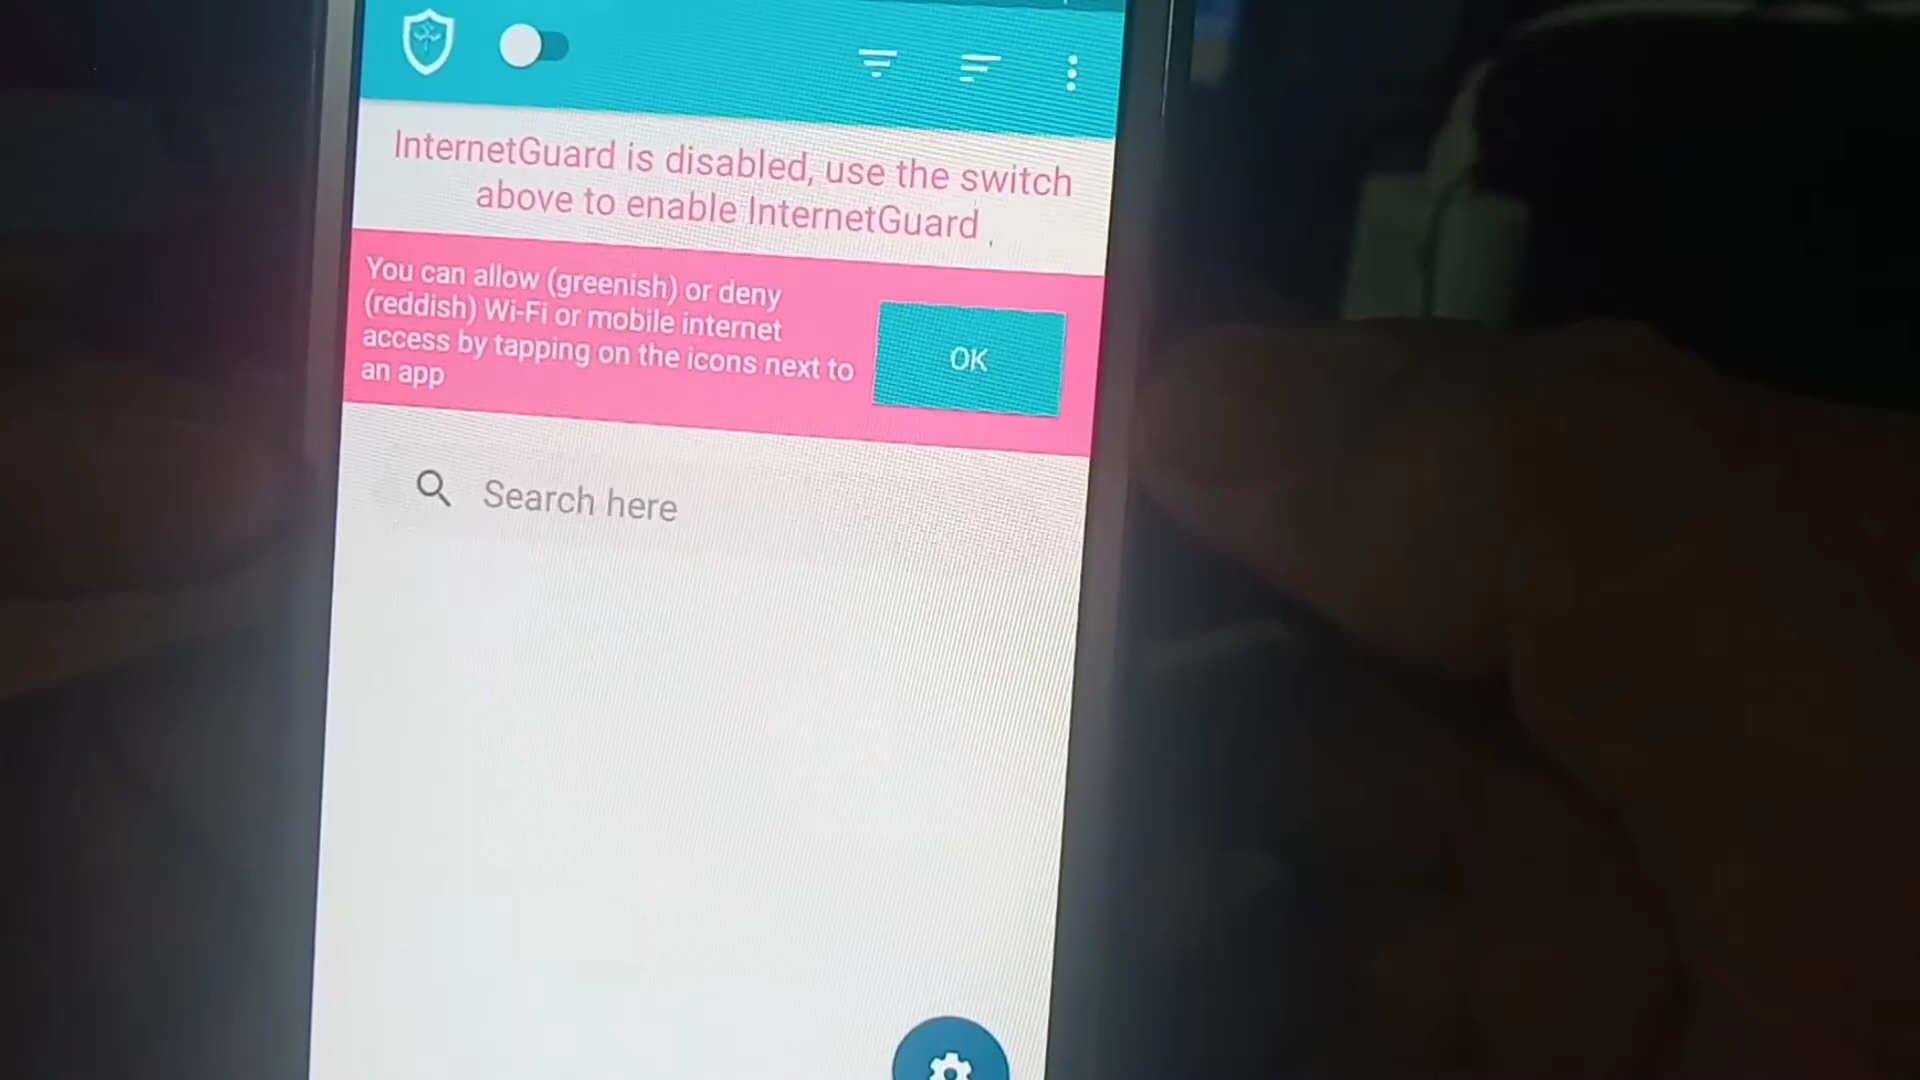 InternetGuard is disabled, use the switch
above to enable InternetGuard
You can allow (greenish) or deny
(reddish) Wi-Fi or mobile internet
access by tapping on the icons next to
an app
OK
Search here